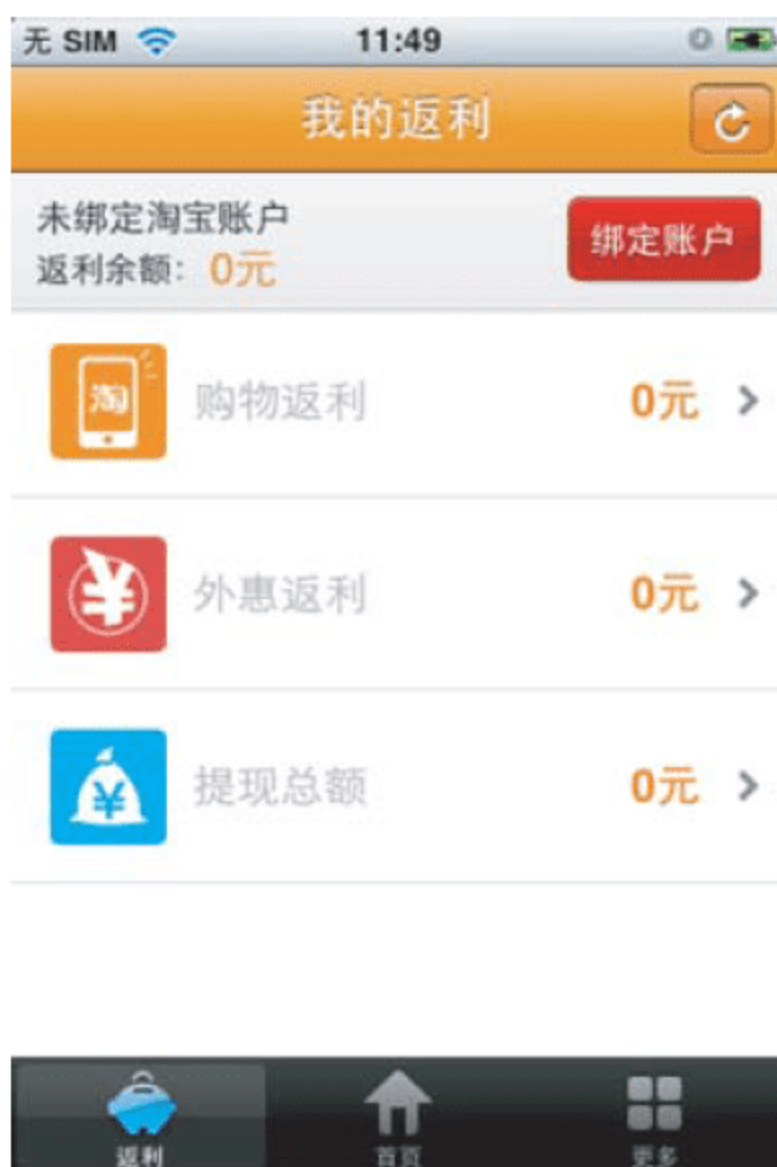 无 SIM 11:49
我的返利
未绑定淘宝账户
返利余额: 0元
绑定账户
淘
购物返利 0元
¥
外惠返利 0元
¥
提现总额 0元
返利 首页 更多